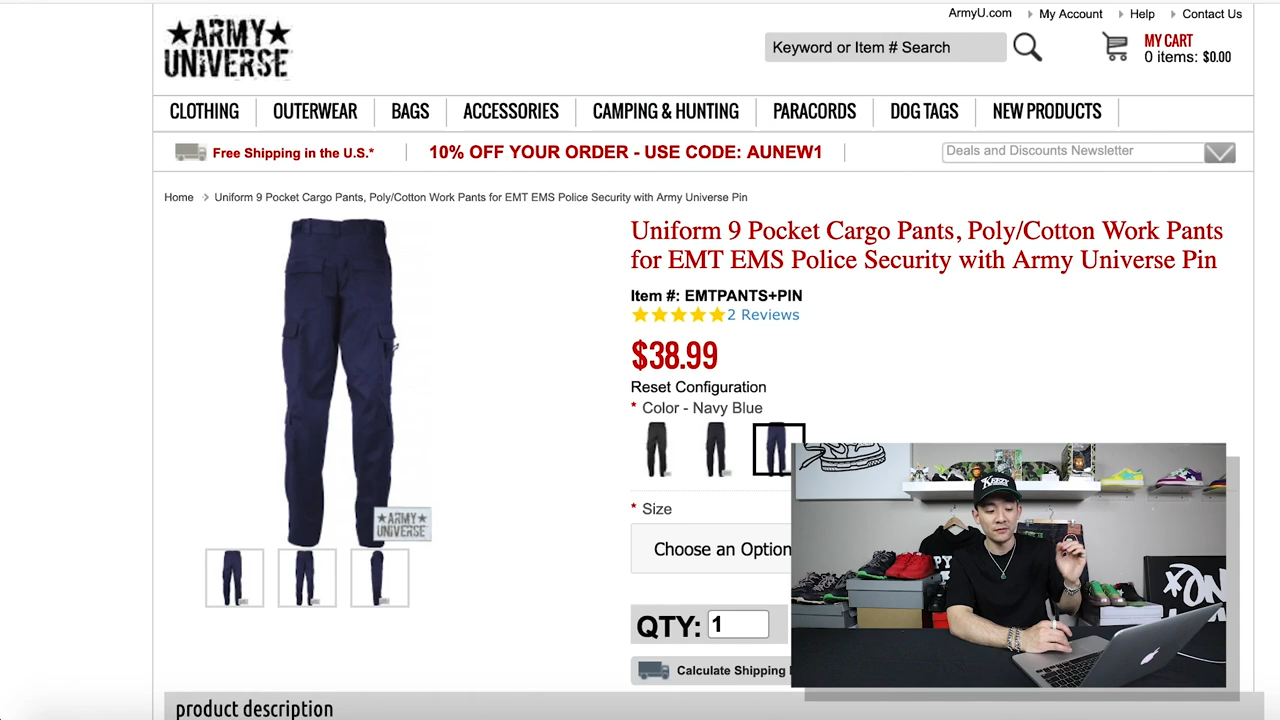 ArmyU.com
My Account
Help
Contact Us
ARMY
UNIVERSE
Keyword or Item # Search
MY CART
0 items: $0.00
CLOTHING
OUTERWEAR
BAGS
ACCESSORIES
CAMPING & HUNTING
PARACORDS
DOG TAGS
NEW PRODUCTS
Free Shipping in the U.S.*
10% OFF YOUR ORDER - USE CODE: AUNEW1
Deals and Discounts Newsletter
Home
Uniform 9 Pocket Cargo Pants, Poly/Cotton Work Pants for EMT EMS Police Security with Army Universe Pin
Uniform 9 Pocket Cargo Pants, Poly/Cotton Work Pants
for EMT EMS Police Security with Army Universe Pin
Item #: EMTPANTS+PIN
2 Reviews
$38.99
Reset Configuration
* Color - Navy Blue
* Size
Choose an Option
ARMY
UNIVERSE
QTY: 1
Calculate Shipping
product description